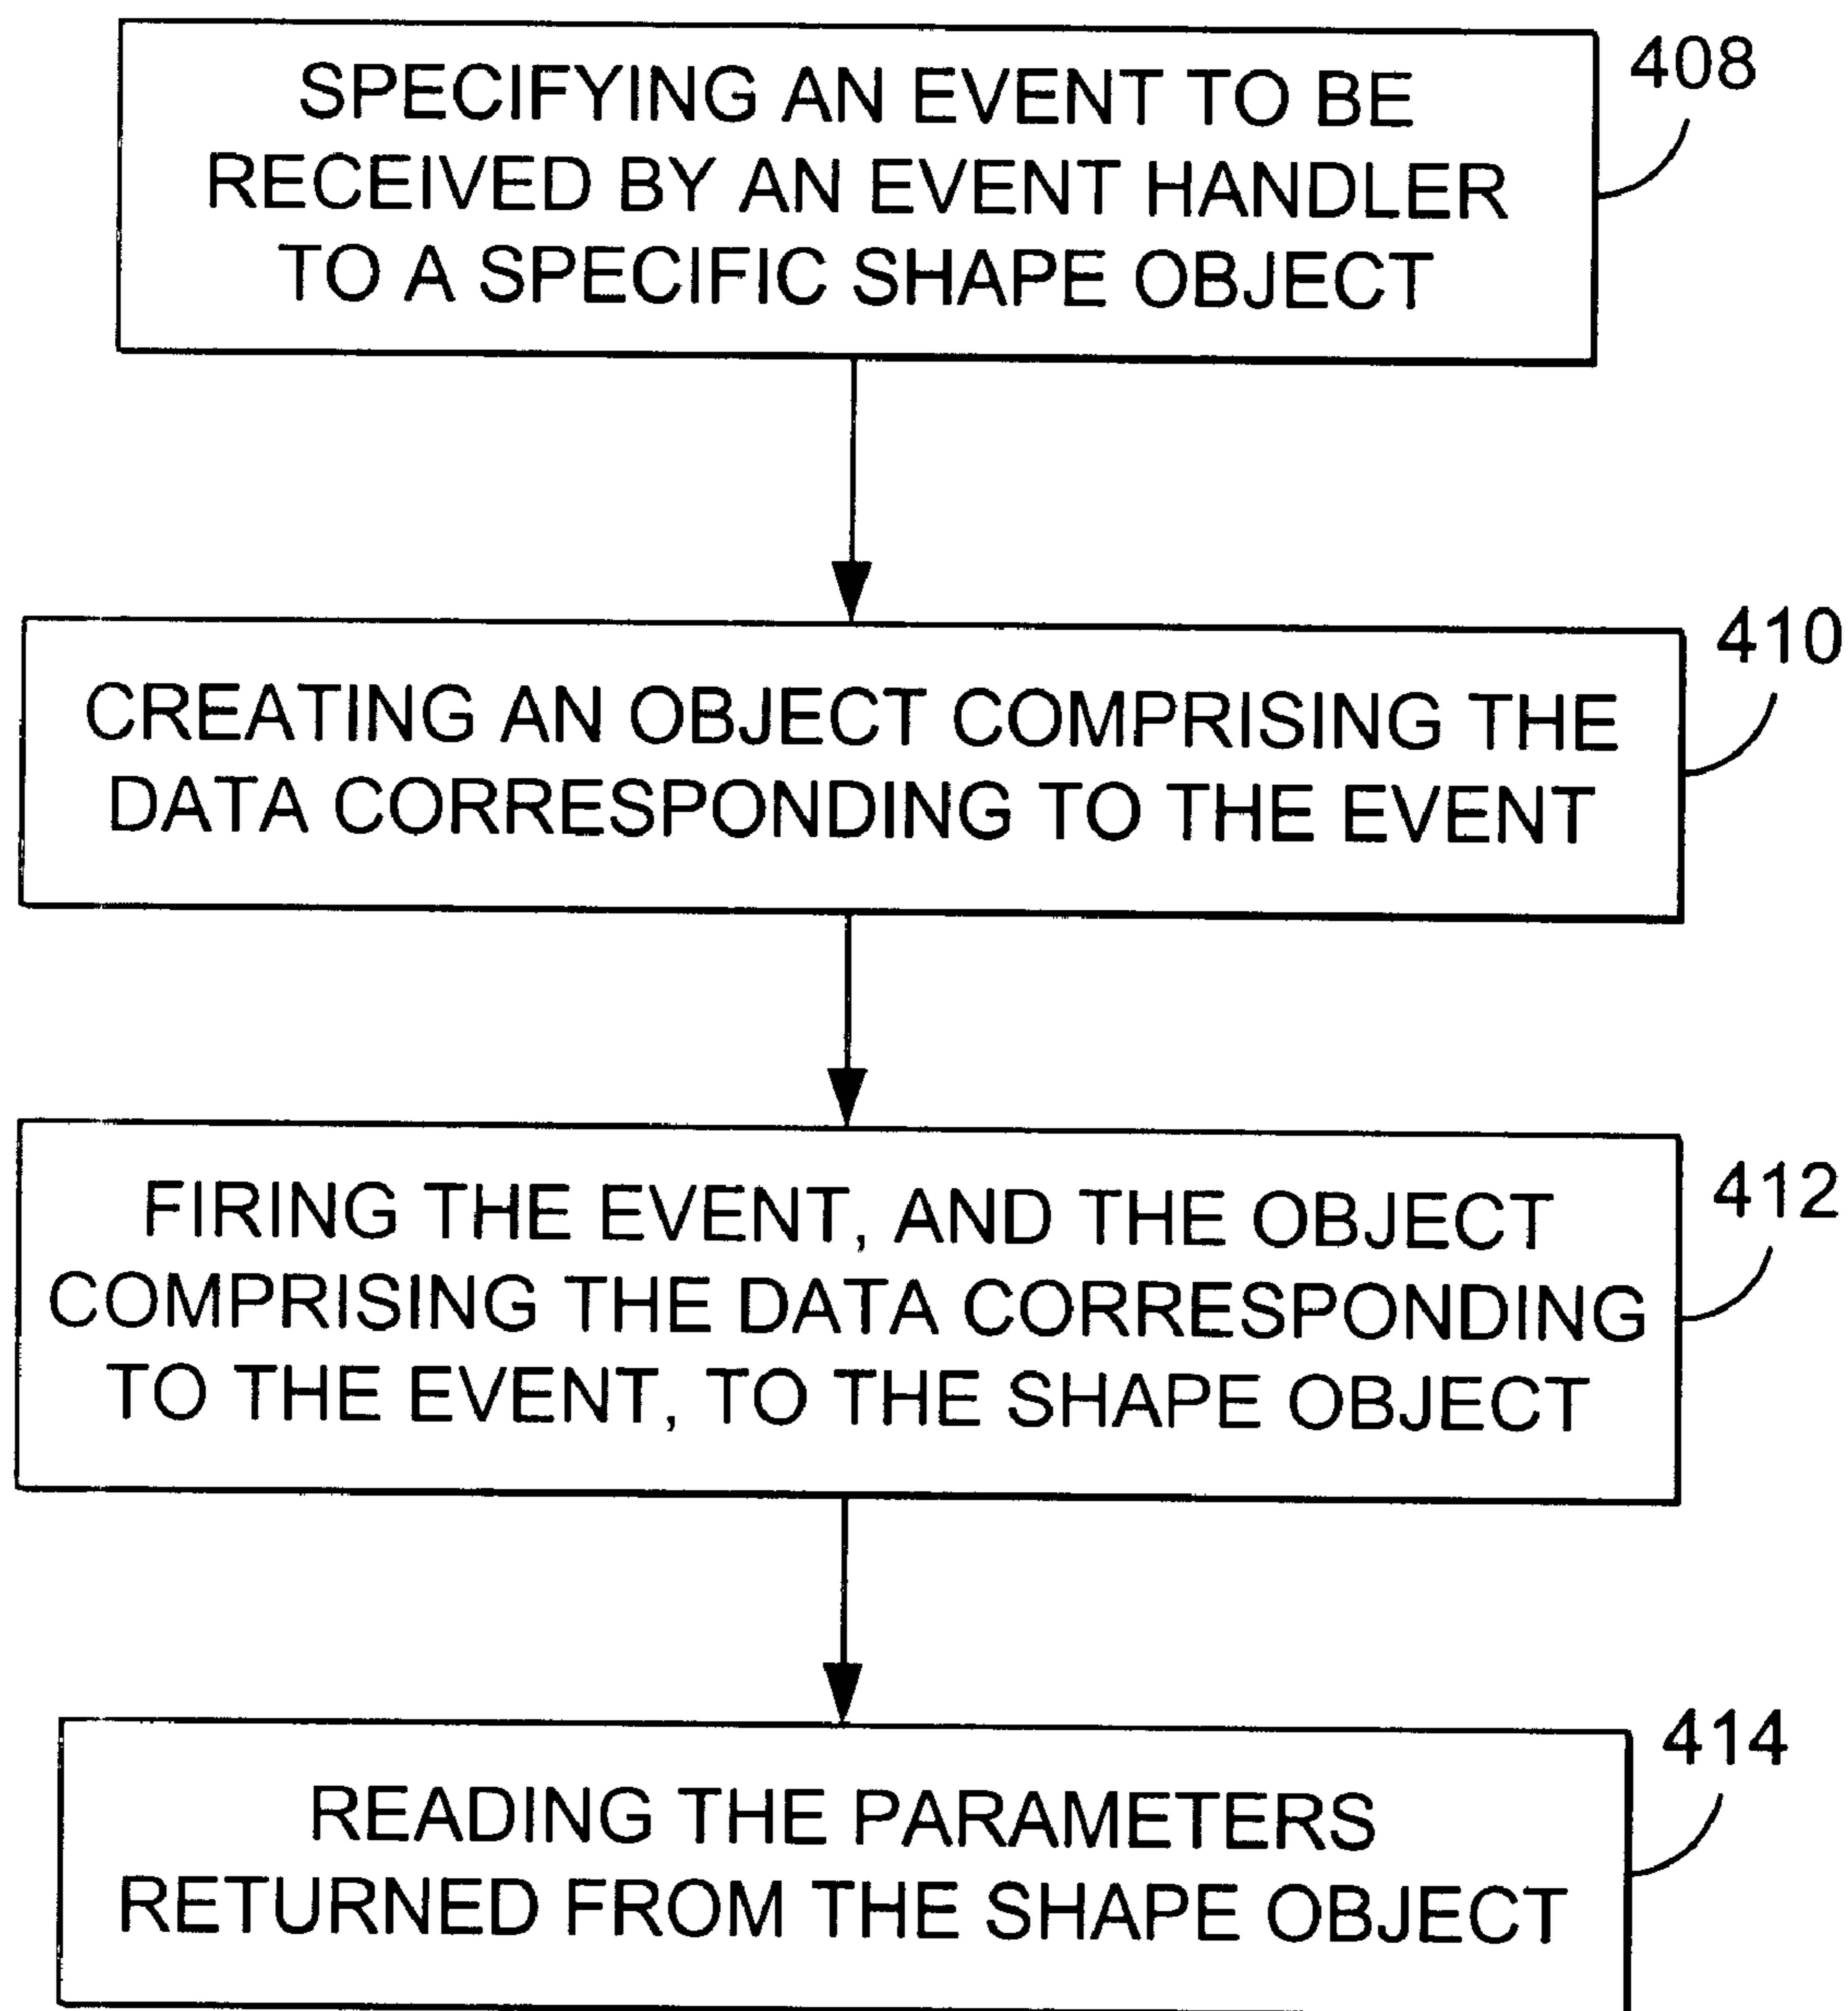 SPECIFYING AN EVENT TO BE
RECEIVED BY AN EVENT HANDLER
TO A SPECIFIC SHAPE OBJECT
408
CREATING AN OBJECT COMPRISING THE
DATA CORRESPONDING TO THE EVENT
410
FIRING THE EVENT, AND THE OBJECT
COMPRISING THE DATA CORRESPONDING
TO THE EVENT, TO THE SHAPE OBJECT
412
READING THE PARAMETERS
RETURNED FROM THE SHAPE OBJECT
414